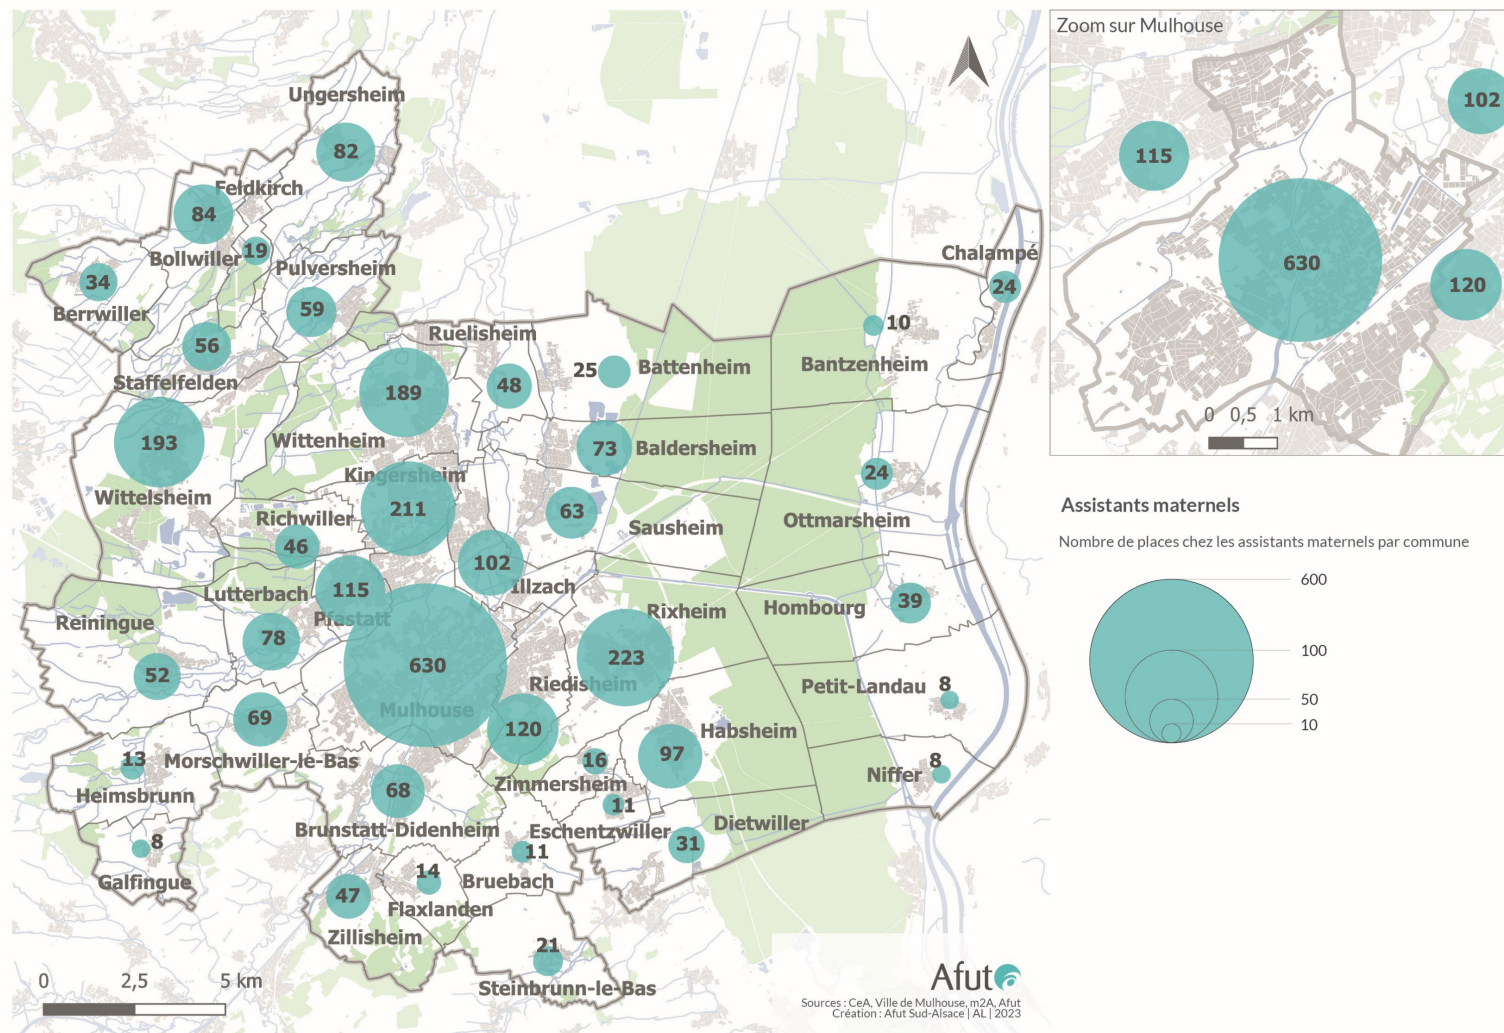 Zoom sur Mulhouse
102
115
630
120
0 0,5 1 km
Ungersheim
82
Feldkirch
84
Bollwiller
19
Pulversheim
34
Berrwiller
59
56
Staffelfelden
Chalampé
24
10
Bantzenheim
Ruelisheim
25
Battenheim
189
48
Wittenheim
193
Wittelsheim
73
Baldersheim
Kingersheim
211
24
Ottmarsheim
Richwiller
46
63
Sausheim
102
Illzach
Lutterbach
115
Pfastatt
Rixheim
Hombourg
39
Reiningue
78
52
630
Mulhouse
223
Riedisheim
120
8
Petit-Landau
69
Morschwiller-le-Bas
Habsheim
97
13
Heimsbrunn
16
Zimmersheim
8
Niffer
68
Brunstatt-Didenheim
11
Eschentzwiller
Dietwiller
31
8
Galfingue
11
Bruebach
14
Flaxlanden
47
Zillisheim
21
Steinbrunn-le-Bas
0 2,5 5 km
Assistants maternels
Nombre de places chez les assistants maternels par commune
600
100
50
10
Afut
Sources : CeA, Ville de Mulhouse, m2A, Afut
Création : Afut Sud-Alsace | AL | 2023